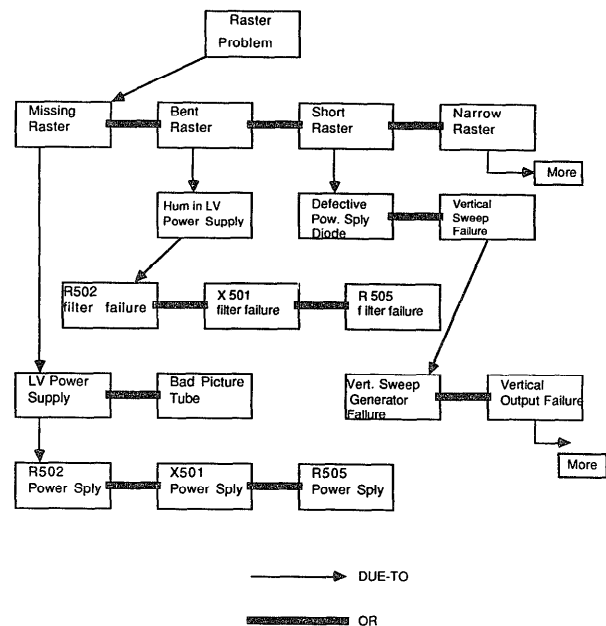 Raster
Problem
Missing
Raster
Bent
Raster
Short
Raster
Narrow
Raster
More
Hum in LV
Power Supply
Defective
Pow. Sply
Diode
Vertical
Sweep
Failure
R502
filter failure
X 501
filter failure
R 505
filter failure
LV Power
Supply
Bad Picture
Tube
Vert. Sweep
Generator
Failure
Vertical
Output Failure
More
R502
Power Sply
X501
Power Sply
R505
Power Sply
DUE-TO
OR